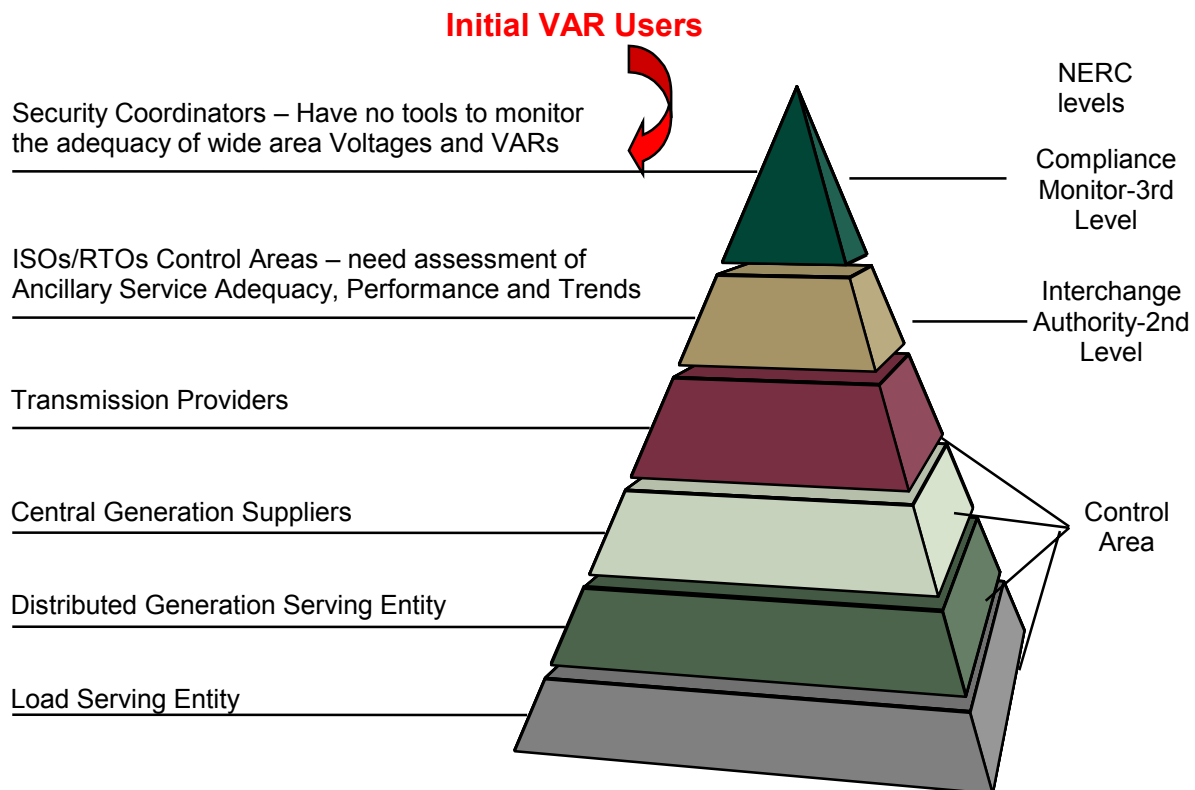 Initial VAR Users
Security Coordinators – Have no tools to monitor
the adequacy of wide area Voltages and VARs
ISOs/RTOs Control Areas – need assessment of
Ancillary Service Adequacy, Performance and Trends
Transmission Providers
Central Generation Suppliers
Distributed Generation Serving Entity
Load Serving Entity
NERC
levels
Compliance
Monitor-3rd
Level
Interchange
Authority-2nd
Level
Control
Area